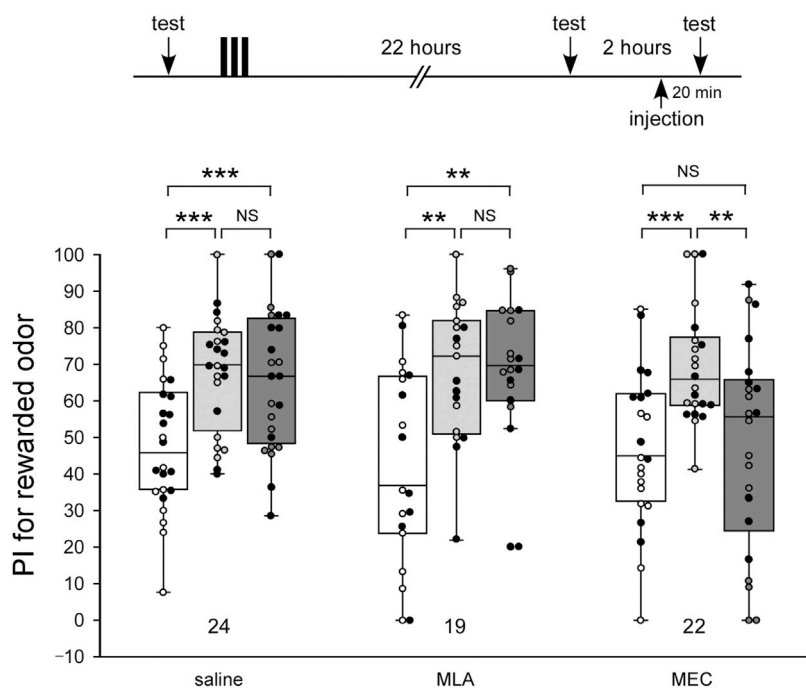 test test test
22 hours 2 hours
20 min
injection
*** ** NS
*** NS ** NS *** **
PI for rewarded odor
100
90
80
70
60
50
40
30
20
10
0
−10
24 19 22
saline MLA MEC